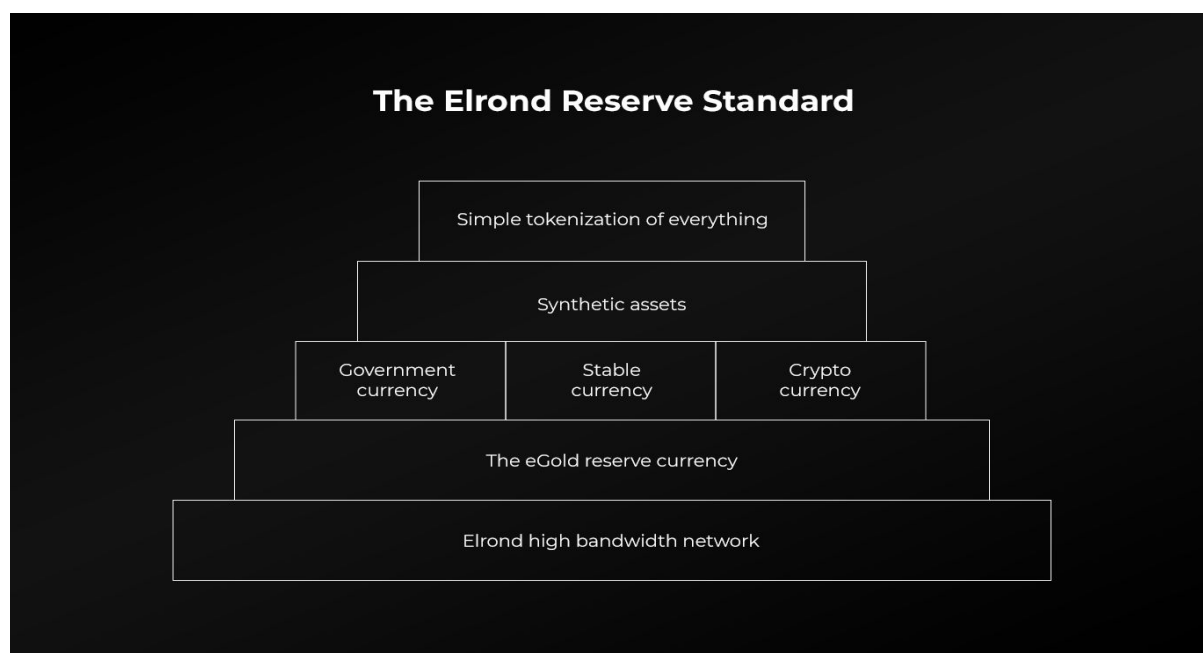 The Elrond Reserve Standard
Simple tokenization of everything
Synthetic assets
Government
currency
Stable
currency
Crypto
currency
The eGold reserve currency
Elrond high bandwidth network